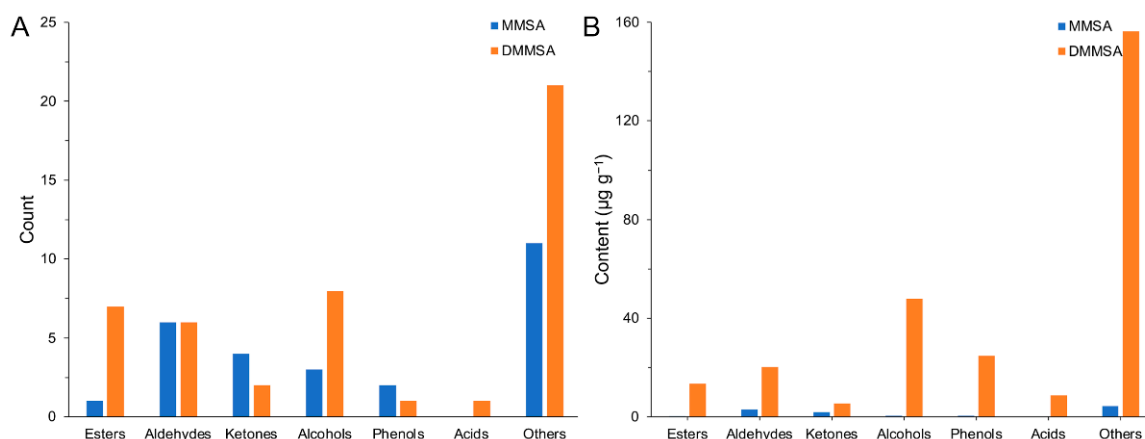 A
Count
25
20
15
10
5
0
MMSA
DMMSA
Esters Aldehydes Ketones Alcohols Phenols Acids Others
B
Content (µg g⁻¹)
160
120
80
40
0
MMSA
DMMSA
Esters Aldehydes Ketones Alcohols Phenols Acids Others